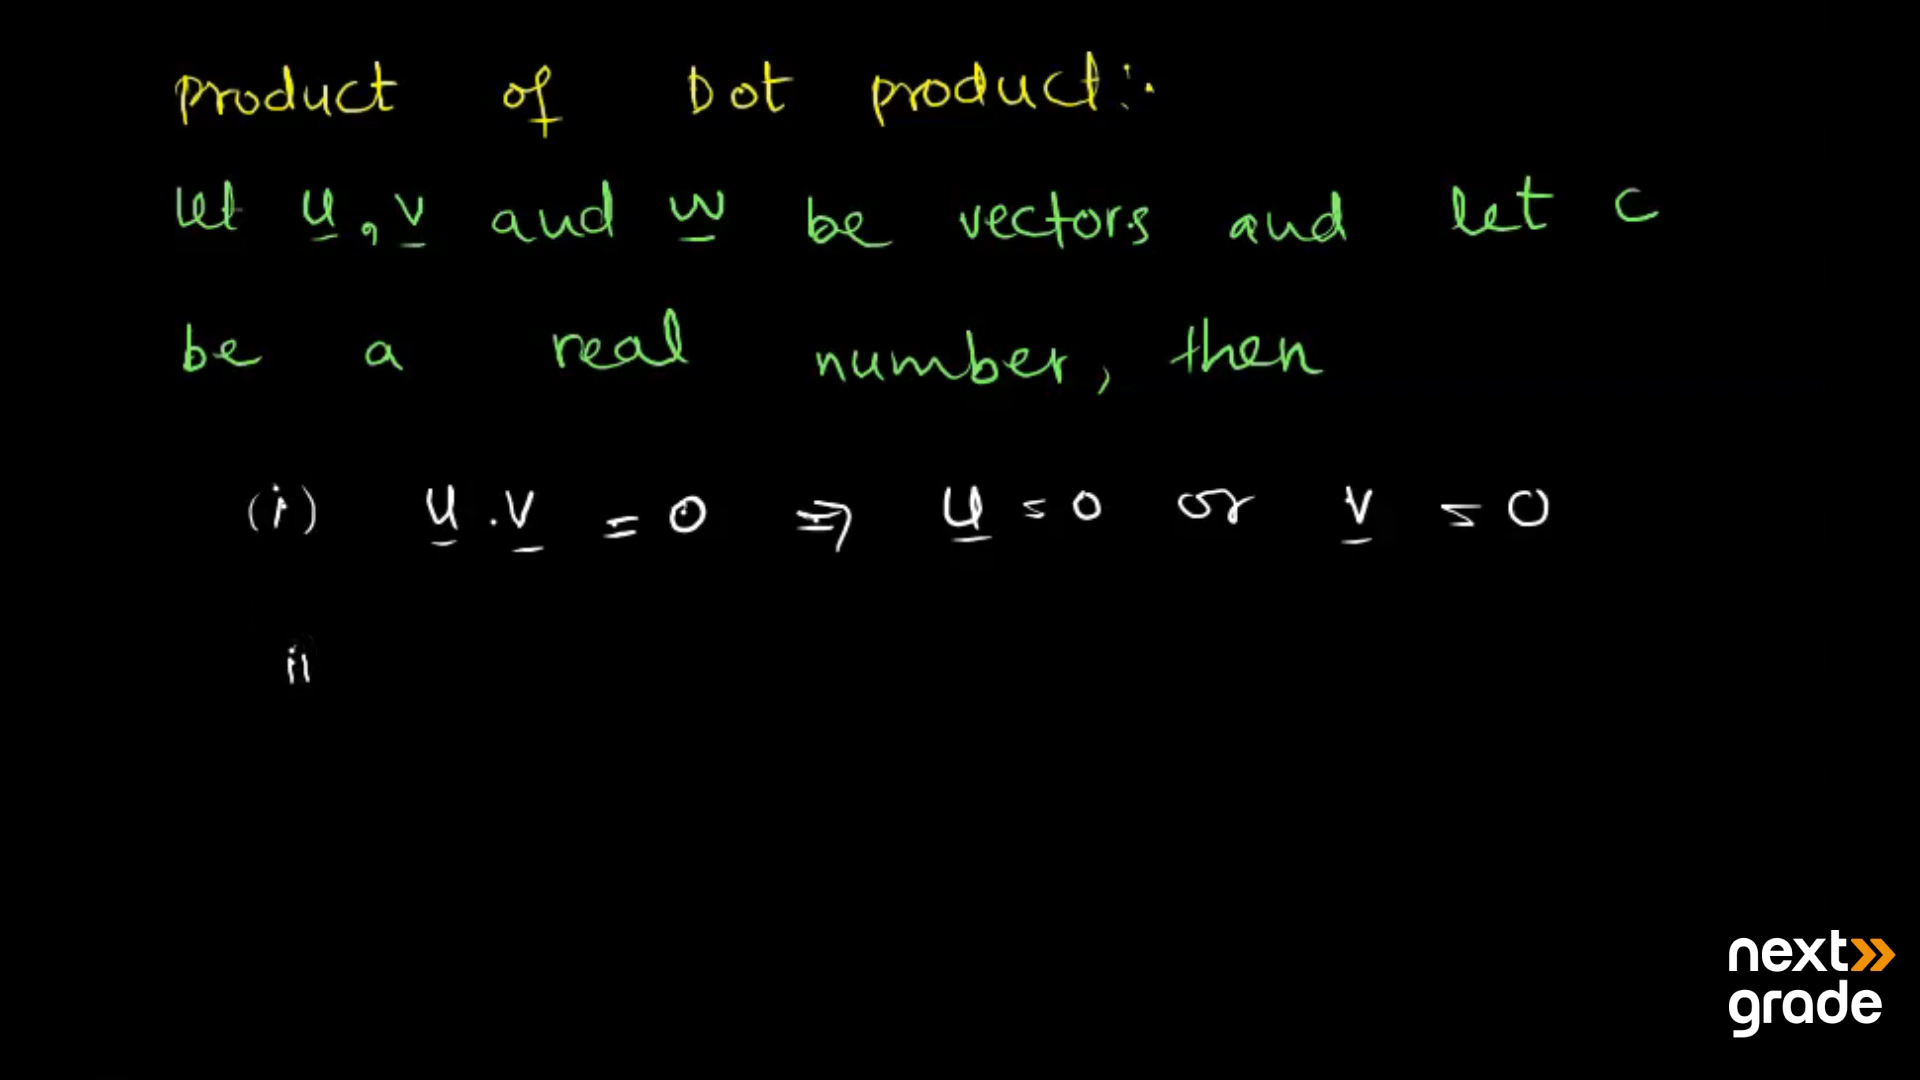 product of Dot product:.
let u, v and w be vectors and let c
be a real number, then
(i) u . v = 0 ⇒ u = 0 or v = 0
ii
next
grade